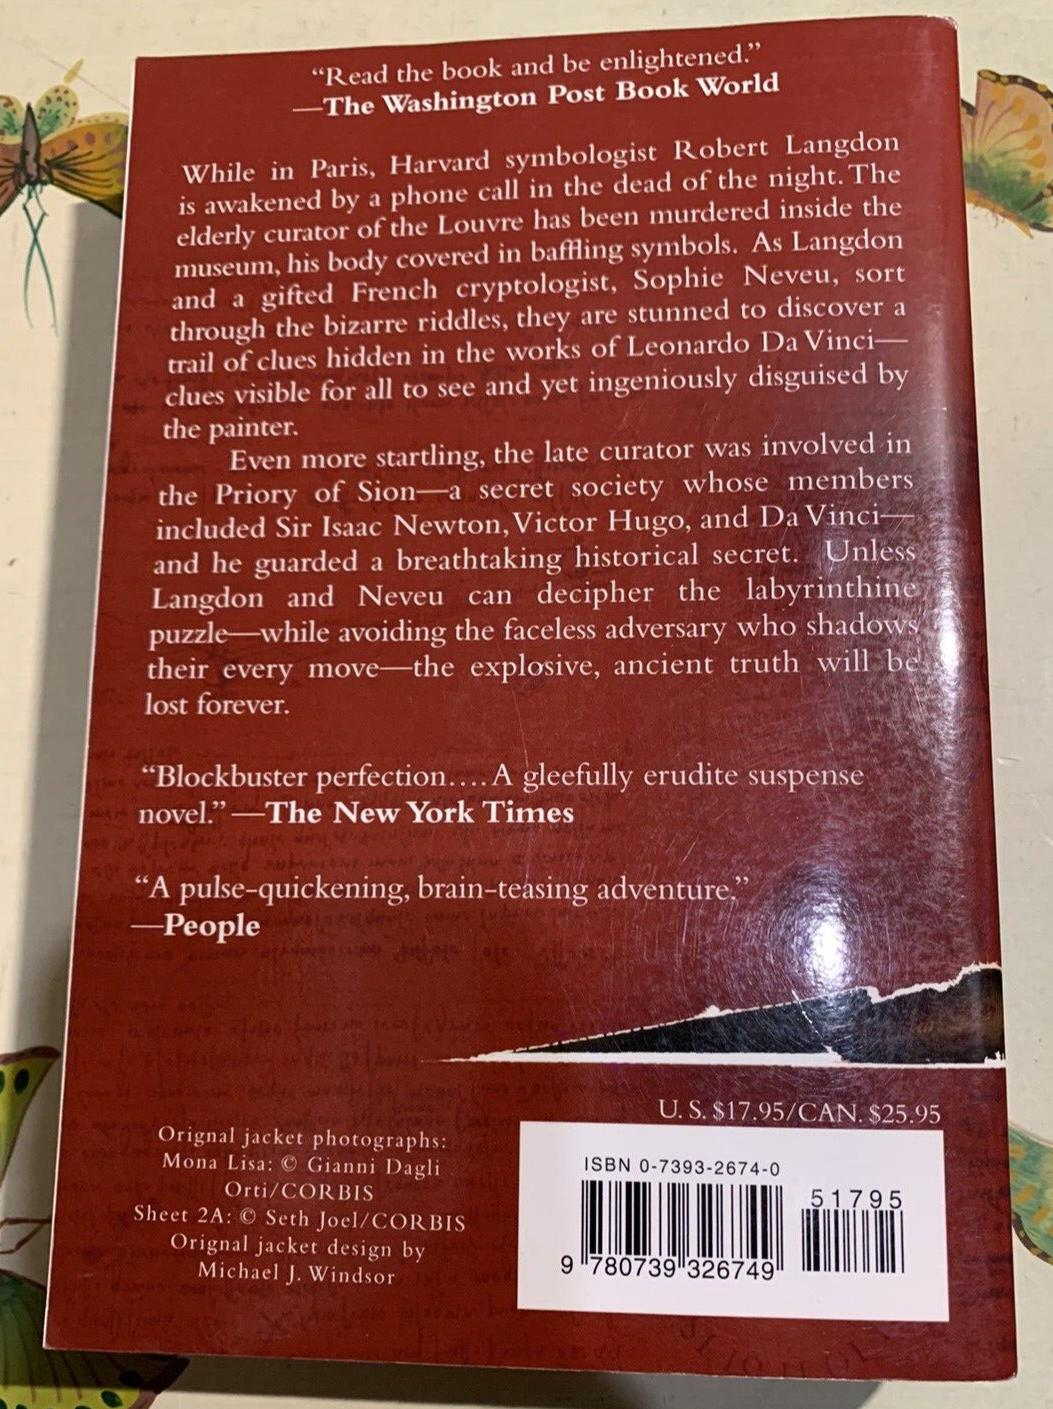 “Read the book and be enlightened.”
—The Washington Post Book World
While in Paris, Harvard symbologist Robert Langdon
is awakened by a phone call in the dead of the night. The
elderly curator of the Louvre has been murdered inside the
museum, his body covered in baffling symbols. As Langdon
and a gifted French cryptologist, Sophie Neveu, sort
through the bizarre riddles, they are stunned to discover a
trail of clues hidden in the works of Leonardo Da Vinci—
clues visible for all to see and yet ingeniously disguised by
the painter.
Even more startling, the late curator was involved in
the Priory of Sion—a secret society whose members
included Sir Isaac Newton, Victor Hugo, and Da Vinci—
and he guarded a breathtaking historical secret. Unless
Langdon and Neveu can decipher the labyrinthine
puzzle—while avoiding the faceless adversary who shadows
their every move—the explosive, ancient truth will be
lost forever.
“Blockbuster perfection.... A gleefully erudite suspense
novel.” —The New York Times
“A pulse-quickening, brain-teasing adventure.”
—People
U. S. $17.95/CAN. $25.95
Orignal jacket photographs:
Mona Lisa: © Gianni Dagli
Orti/CORBIS
Sheet 2A: © Seth Joel/CORBIS
Orignal jacket design by
Michael J. Windsor
ISBN 0-7393-2674-0
51795
9 780739 326749